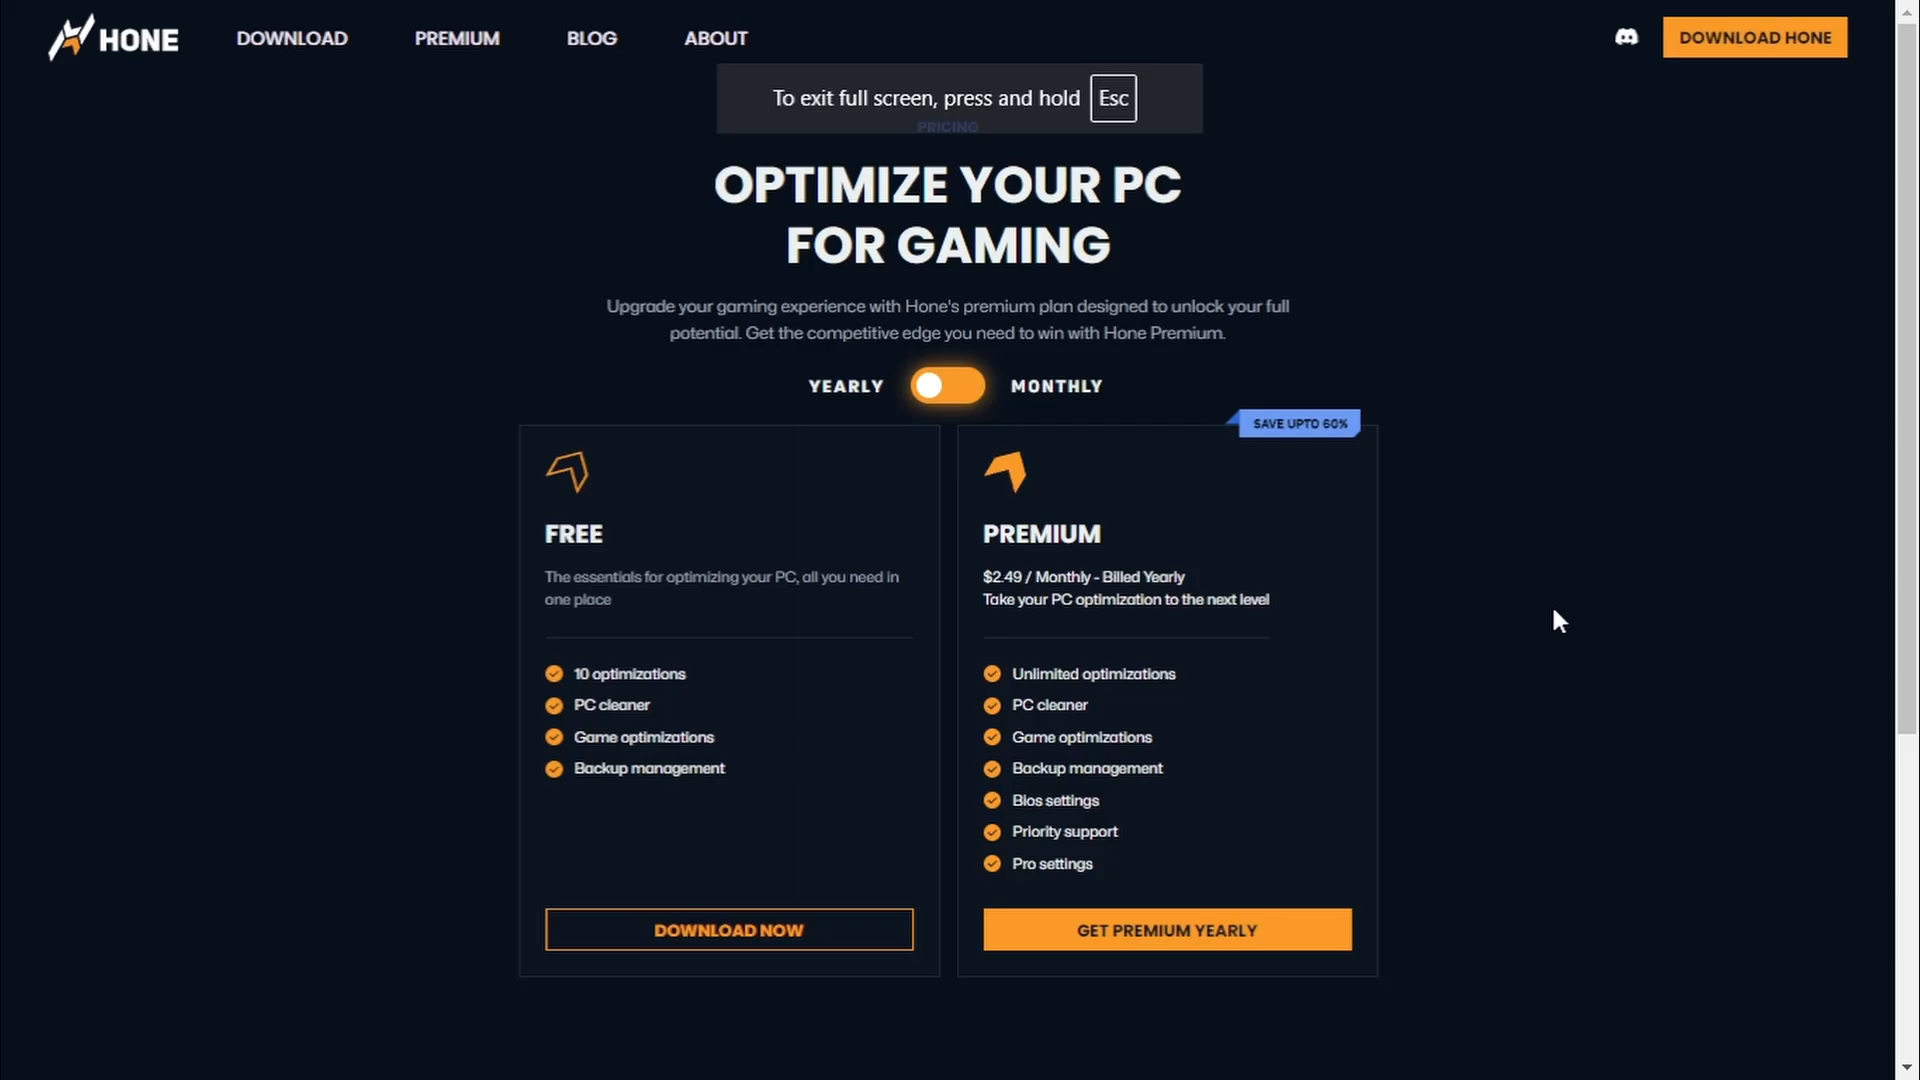 HONE
DOWNLOAD
PREMIUM
BLOG
ABOUT
DOWNLOAD HONE
To exit full screen, press and hold Esc
PRICING
OPTIMIZE YOUR PC
FOR GAMING
Upgrade your gaming experience with Hone's premium plan designed to unlock your full
potential. Get the competitive edge you need to win with Hone Premium.
YEARLY
MONTHLY
FREE
The essentials for optimizing your PC, all you need in
one place
10 optimizations
PC cleaner
Game optimizations
Backup management
DOWNLOAD NOW
SAVE UPTO 60%
PREMIUM
$2.49 / Monthly - Billed Yearly
Take your PC optimization to the next level
Unlimited optimizations
PC cleaner
Game optimizations
Backup management
Bios settings
Priority support
Pro settings
GET PREMIUM YEARLY